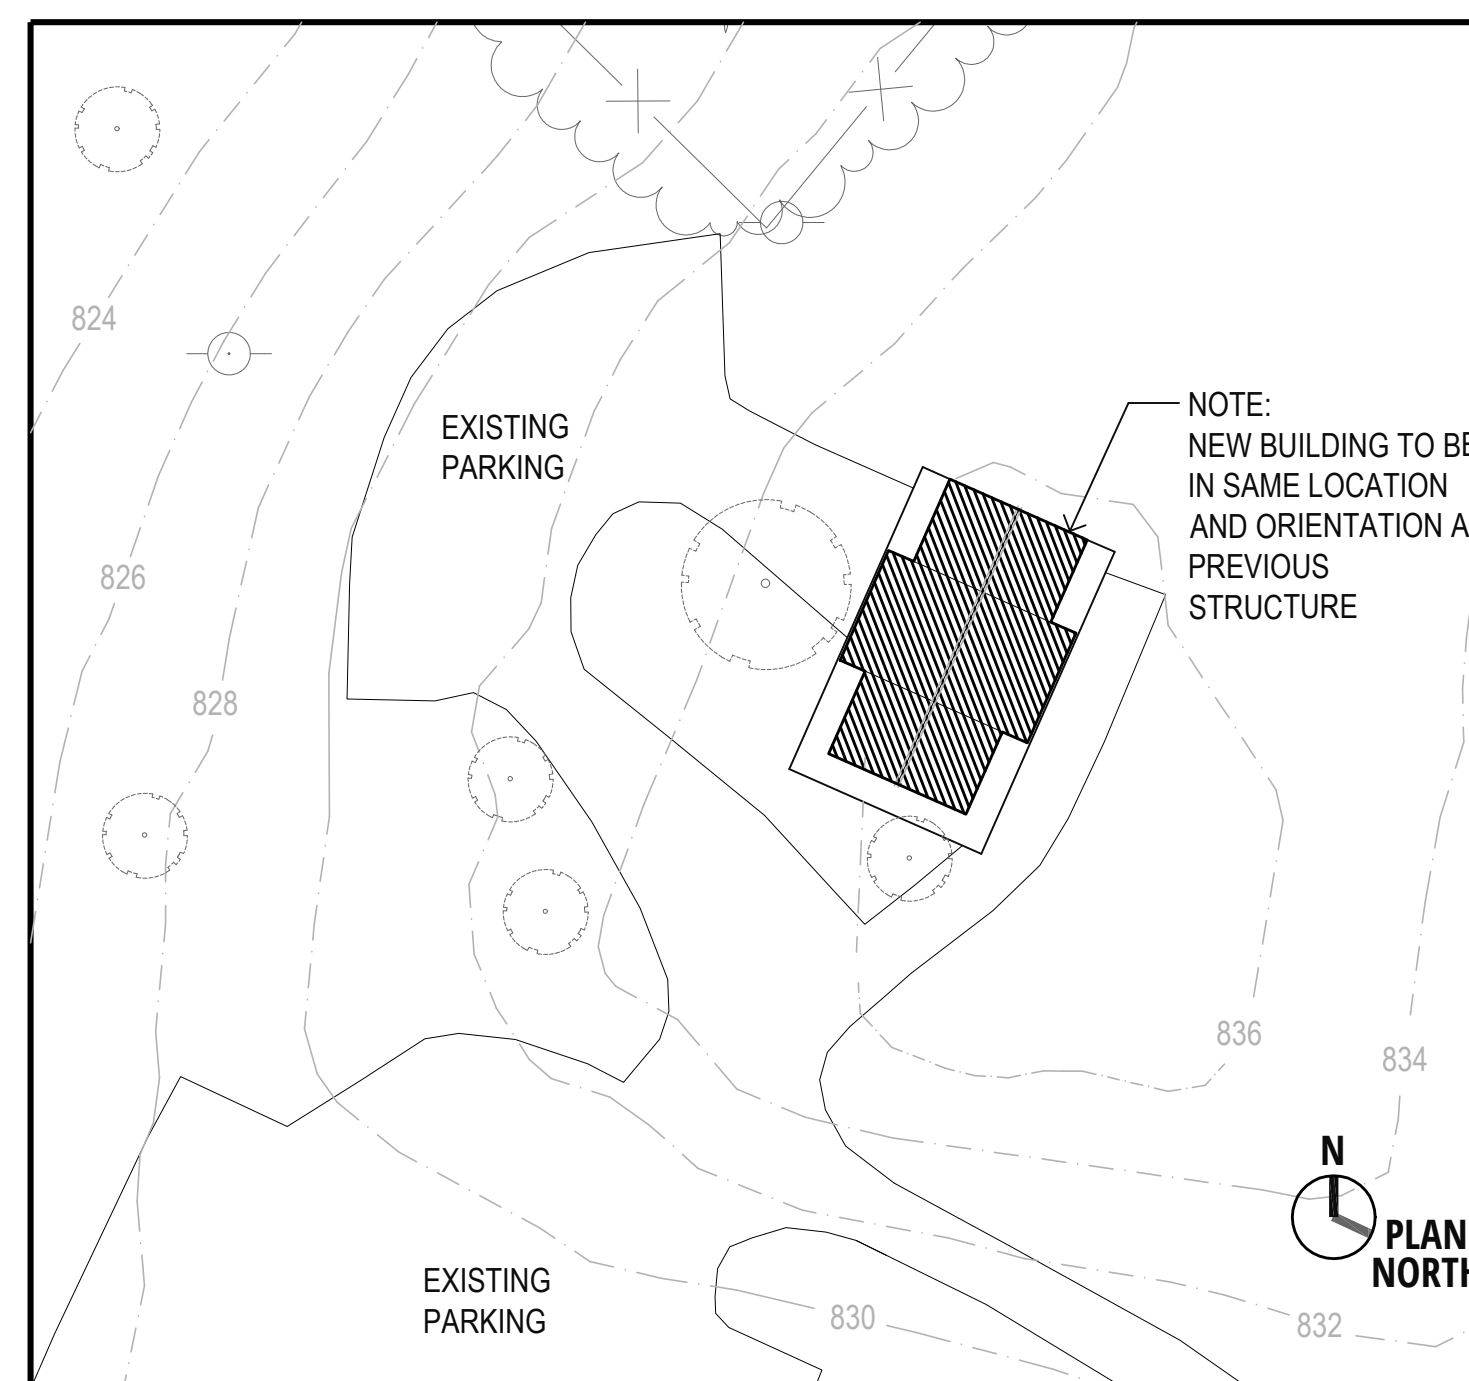 824
EXISTING
PARKING
NOTE:
NEW BUILDING TO BE
IN SAME LOCATION
AND ORIENTATION A
PREVIOUS
STRUCTURE
826
828
836
834
N
PLAN
NORTH
EXISTING
PARKING
830
832